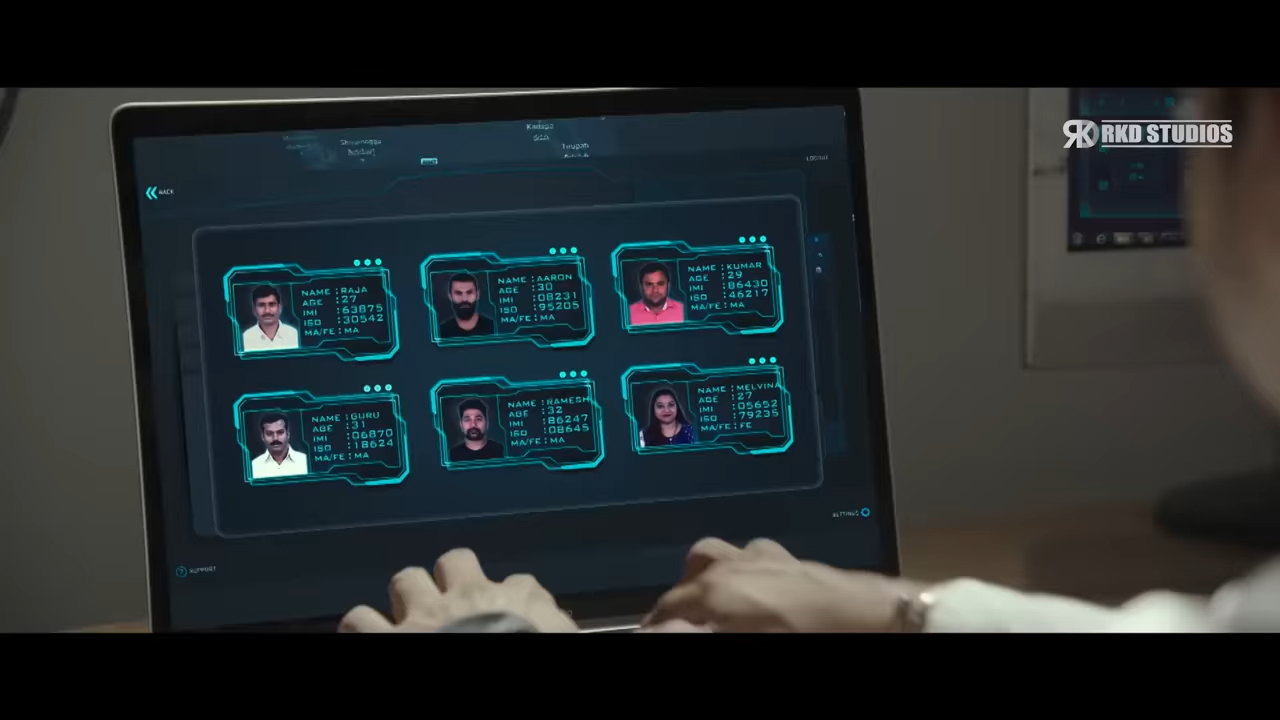 RKD STUDIOS
Kadapa
Tirupati
LOGOUT
BACK
NAME : RAJA
AGE : 27
IMI : 63875
ISO : 30542
MA/FE : MA
NAME : AARON
AGE : 30
IMI : 08231
ISO : 95205
MA/FE : MA
NAME : KUMAR
AGE : 29
IMI : 86430
ISO : 46217
MA/FE : MA
NAME : GURU
AGE : 31
IMI : 06870
ISO : 18624
MA/FE : MA
NAME : RAMESH
AGE : 32
IMI : 86247
ISO : 08645
MA/FE : MA
NAME : MELVINA
AGE : 27
IMI : 05652
ISO : 79235
MA/FE : FE
SETTINGS
? SUPPORT